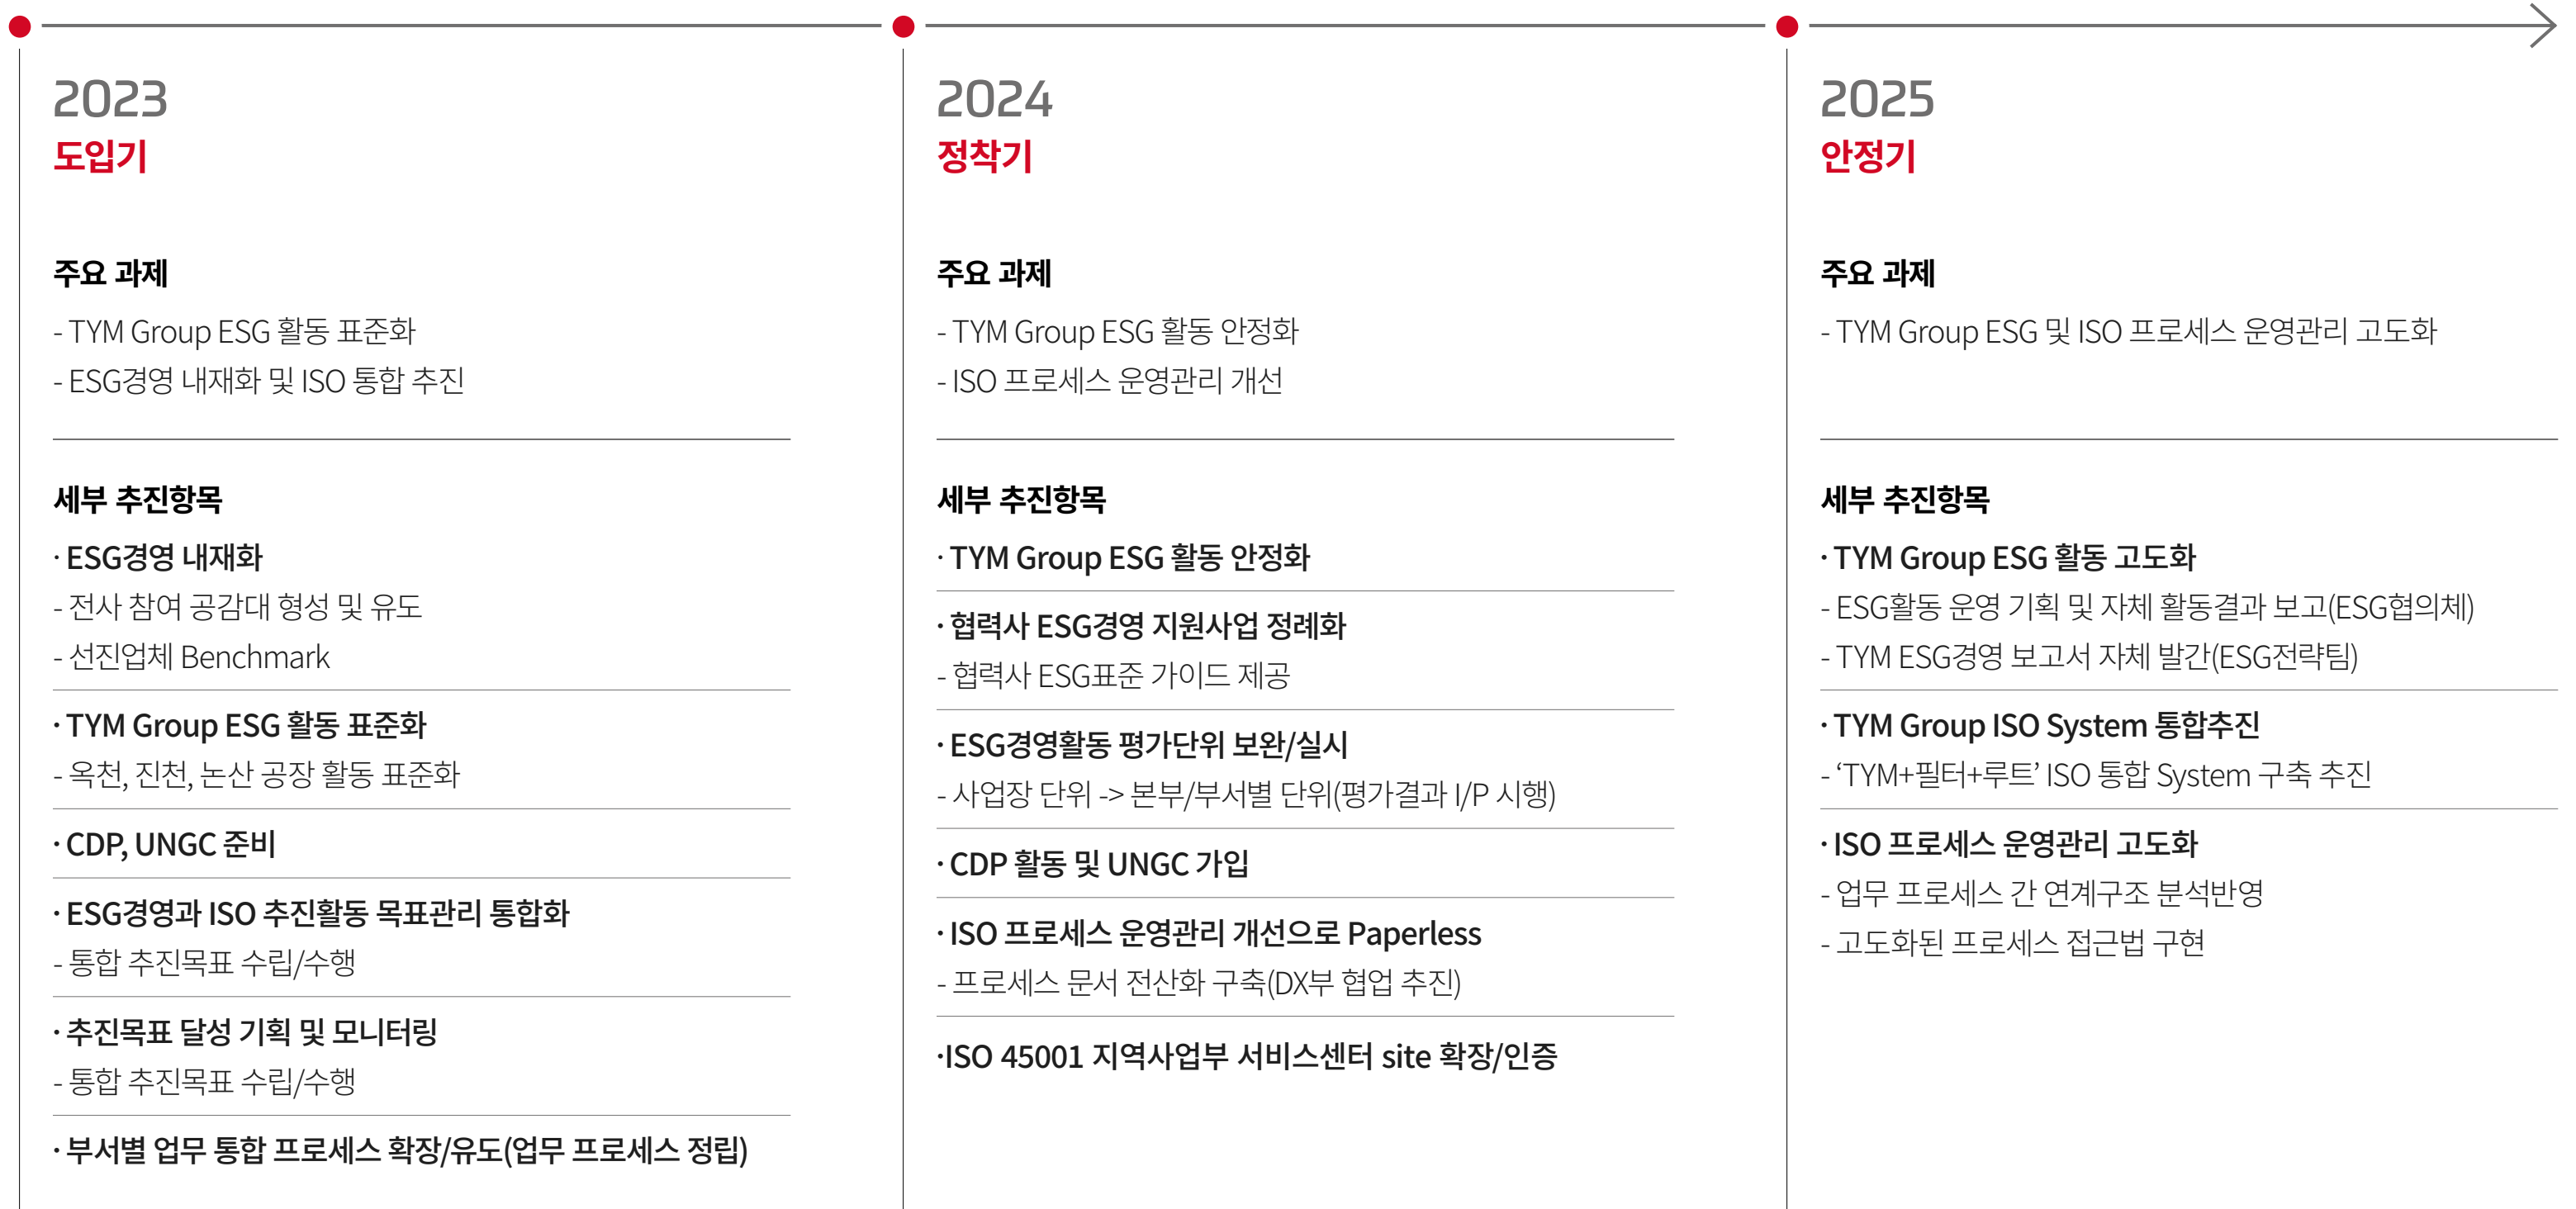 2023
도입기
주요 과제
- TYM Group ESG 활동 표준화
- ESG경영 내재화 및 ISO 통합 추진
세부 추진항목
· ESG경영 내재화
- 전사 참여 공감대 형성 및 유도
- 선진업체 Benchmark
· TYM Group ESG 활동 표준화
- 옥천, 진천, 논산 공장 활동 표준화
· CDP, UNGC 준비
· ESG경영과 ISO 추진활동 목표관리 통합화
- 통합 추진목표 수립/수행
· 추진목표 달성 기획 및 모니터링
- 통합 추진목표 수립/수행
· 부서별 업무 통합 프로세스 확장/유도(업무 프로세스 정립)
2024
정착기
주요 과제
- TYM Group ESG 활동 안정화
- ISO 프로세스 운영관리 개선
세부 추진항목
· TYM Group ESG 활동 안정화
· 협력사 ESG경영 지원사업 정례화
- 협력사 ESG표준 가이드 제공
· ESG경영활동 평가단위 보완/실시
- 사업장 단위 -> 본부/부서별 단위(평가결과 I/P 시행)
· CDP 활동 및 UNGC 가입
· ISO 프로세스 운영관리 개선으로 Paperless
- 프로세스 문서 전산화 구축(DX부 협업 추진)
·ISO 45001 지역사업부 서비스센터 site 확장/인증
2025
안정기
주요 과제
- TYM Group ESG 및 ISO 프로세스 운영관리 고도화
세부 추진항목
· TYM Group ESG 활동 고도화
- ESG활동 운영 기획 및 자체 활동결과 보고(ESG협의체)
- TYM ESG경영 보고서 자체 발간(ESG전략팀)
· TYM Group ISO System 통합추진
- ‘TYM+필터+루트’ ISO 통합 System 구축 추진
· ISO 프로세스 운영관리 고도화
- 업무 프로세스 간 연계구조 분석반영
- 고도화된 프로세스 접근법 구현